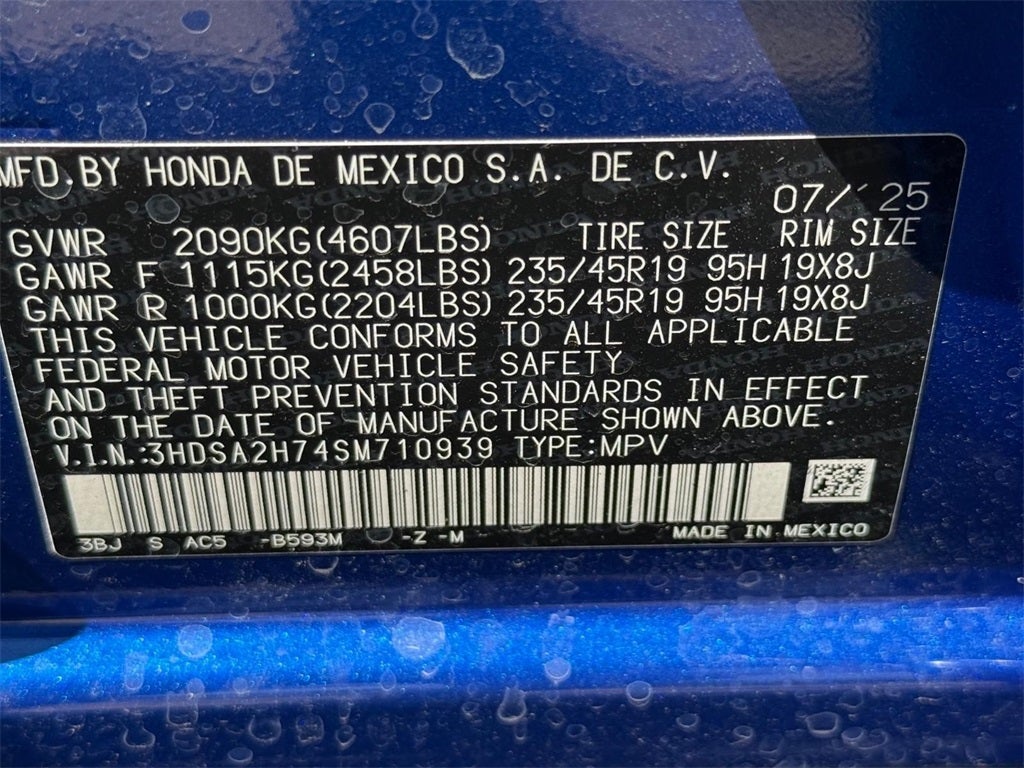 MFD.BY HONDA DE MEXICO S.A. DE C.V.
07/'25
GVWR 2090KG(4607LBS) TIRE SIZE RIM SIZE
GAWR F 1115KG(2458LBS) 235/45R19 95H 19X8J
GAWR R 1000KG(2204LBS) 235/45R19 95H 19X8J
THIS VEHICLE CONFORMS TO ALL APPLICABLE
FEDERAL MOTOR VEHICLE SAFETY
AND THEFT PREVENTION STANDARDS IN EFFECT
ON THE DATE OF MANUFACTURE SHOWN ABOVE.
V.I.N.:3HDSA2H74SM710939 TYPE:MPV
3BJ S AC5 -B593M -Z -M MADE IN MEXICO